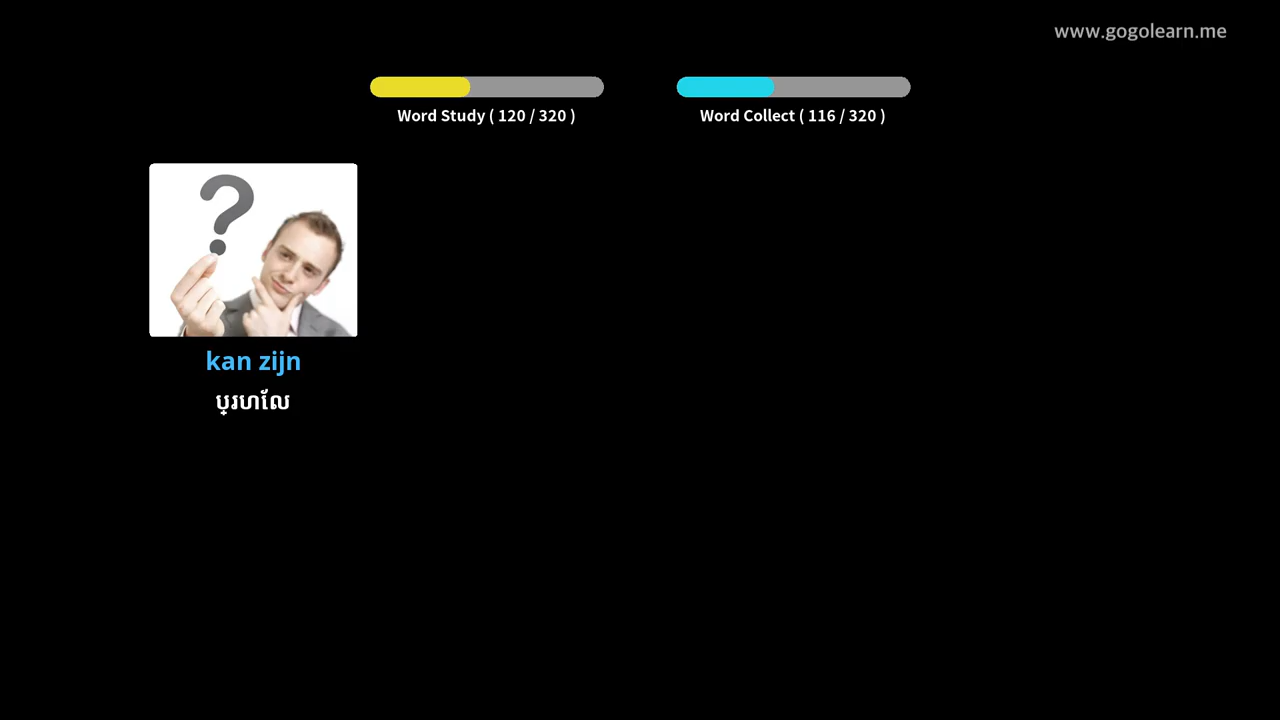 www.gogolearn.me
Word Study ( 120 / 320 )
Word Collect ( 116 / 320 )
?
kan zijn
ប្រហលែ